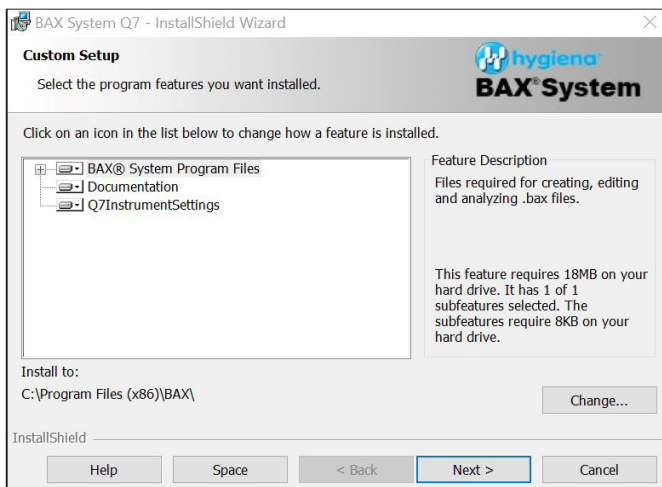 BAX System Q7 - InstallShield Wizard
Custom Setup
Select the program features you want installed.
hygiena
BAX® System
Click on an icon in the list below to change how a feature is installed.
BAX® System Program Files
Documentation
Q7InstrumentSettings
Feature Description
Files required for creating, editing
and analyzing .bax files.
This feature requires 18MB on your
hard drive. It has 1 of 1
subfeatures selected. The
subfeatures require 8KB on your
hard drive.
Install to:
C:\Program Files (x86)\BAX\
Change...
InstallShield
Help
Space
< Back
Next >
Cancel